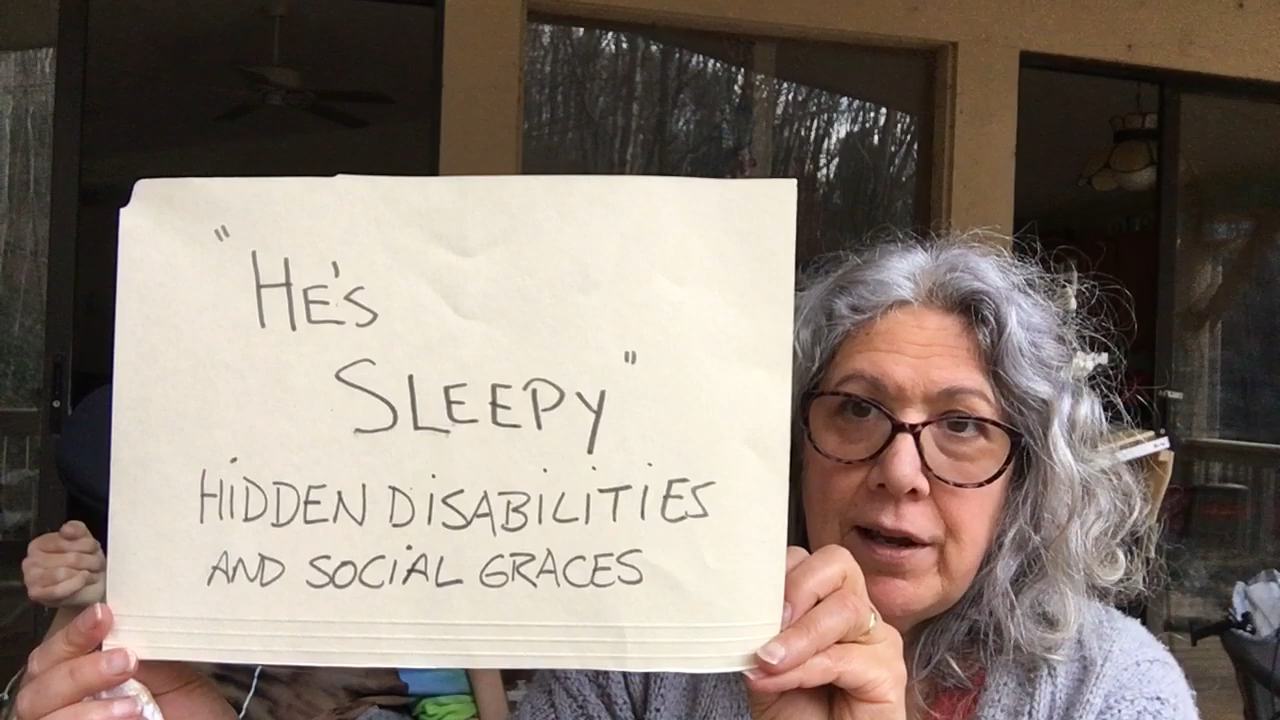 "HE'S
SLEEPY"
HIDDEN DISABILITIES
AND SOCIAL GRACES